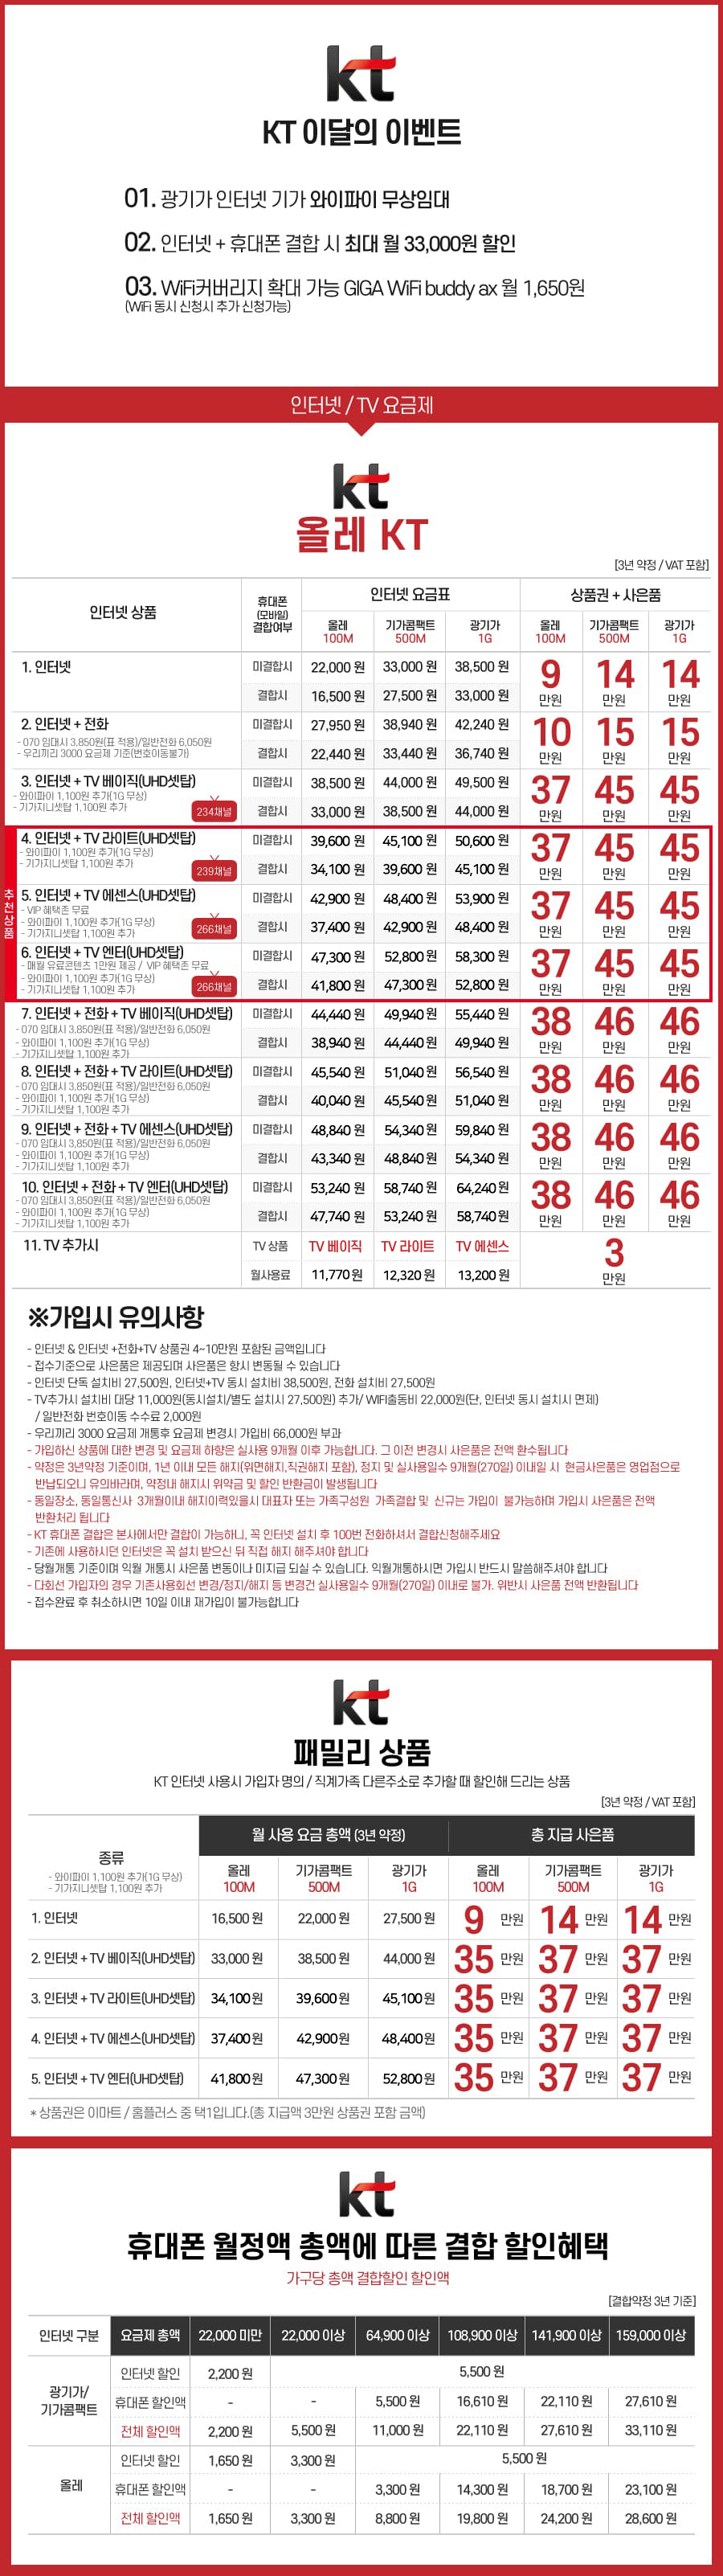 kt
KT 이달의 이벤트
01. 광기가 인터넷 기가 와이파이 무상임대
02. 인터넷 + 휴대폰 결합 시 최대 월 33,000원 할인
03. WiFi커버리지 확대 가능 GIGA WiFi buddy ax 월 1,650원
(WiFi 동시 신청시 추가 신청가능)
인터넷 / TV 요금제
kt
올레 KT
[3년 약정 / VAT 포함]
인터넷 상품 휴대폰 (모바일) 결합여부 인터넷 요금표 상품권 + 사은품
올레 100M 기가콤팩트 500M 광기가 1G 올레 100M 기가콤팩트 500M 광기가 1G
1. 인터넷 미결합시 22,000 원 33,000 원 38,500 원 9 만원 14 만원 14 만원
결합시 16,500 원 27,500 원 33,000 원
2. 인터넷 + 전화 미결합시 27,950 원 38,940 원 42,240 원 10 만원 15 만원 15 만원
- 070 임대시 3,850원(표 적용)/일반전화 6,050원
- 우리끼리 3000 요금제 기준(번호이동불가)
결합시 22,440 원 33,440 원 36,740 원
3. 인터넷 + TV 베이직(UHD셋탑) 미결합시 38,500 원 44,000 원 49,500 원 37 만원 45 만원 45 만원
- 와이파이 1,100원 추가(1G 무상)
- 기가지니셋탑 1,100원 추가
234채널
결합시 33,000 원 38,500 원 44,000 원
추천상품
4. 인터넷 + TV 라이트(UHD셋탑) 미결합시 39,600 원 45,100 원 50,600 원 37 만원 45 만원 45 만원
- 와이파이 1,100원 추가(1G 무상)
- 기가지니셋탑 1,100원 추가
239채널
결합시 34,100 원 39,600 원 45,100 원
5. 인터넷 + TV 에센스(UHD셋탑) 미결합시 42,900 원 48,400 원 53,900 원 37 만원 45 만원 45 만원
- VIP 혜택존 무료
- 와이파이 1,100원 추가(1G 무상)
- 기가지니셋탑 1,100원 추가
266채널
결합시 37,400 원 42,900 원 48,400 원
6. 인터넷 + TV 엔터(UHD셋탑) 미결합시 47,300 원 52,800 원 58,300 원 37 만원 45 만원 45 만원
- 매월 유료콘텐츠 1만원 제공 / VIP 혜택존 무료
- 와이파이 1,100원 추가(1G 무상)
- 기가지니셋탑 1,100원 추가
266채널
결합시 41,800 원 47,300 원 52,800 원
7. 인터넷 + 전화 + TV 베이직(UHD셋탑) 미결합시 44,440 원 49,940 원 55,440 원 38 만원 46 만원 46 만원
- 070 임대시 3,850원(표 적용)/일반전화 6,050원
- 와이파이 1,100원 추가(1G 무상)
- 기가지니셋탑 1,100원 추가
결합시 38,940 원 44,440 원 49,940 원
8. 인터넷 + 전화 + TV 라이트(UHD셋탑) 미결합시 45,540 원 51,040 원 56,540 원 38 만원 46 만원 46 만원
- 070 임대시 3,850원(표 적용)/일반전화 6,050원
- 와이파이 1,100원 추가(1G 무상)
- 기가지니셋탑 1,100원 추가
결합시 40,040 원 45,540 원 51,040 원
9. 인터넷 + 전화 + TV 에센스(UHD셋탑) 미결합시 48,840 원 54,340 원 59,840 원 38 만원 46 만원 46 만원
- 070 임대시 3,850원(표 적용)/일반전화 6,050원
- 와이파이 1,100원 추가(1G 무상)
- 기가지니셋탑 1,100원 추가
결합시 43,340 원 48,840 원 54,340 원
10. 인터넷 + 전화 + TV 엔터(UHD셋탑) 미결합시 53,240 원 58,740 원 64,240 원 38 만원 46 만원 46 만원
- 070 임대시 3,850원(표 적용)/일반전화 6,050원
- 와이파이 1,100원 추가(1G 무상)
- 기가지니셋탑 1,100원 추가
결합시 47,740 원 53,240 원 58,740 원
11. TV 추가시 TV 상품 TV 베이직 TV 라이트 TV 에센스 3 만원
월사용료 11,770 원 12,320 원 13,200 원
※가입시 유의사항
- 인터넷 & 인터넷 +전화+TV 상품권 4~10만원 포함된 금액입니다
- 접수기준으로 사은품은 제공되며 사은품은 항시 변동될 수 있습니다
- 인터넷 단독 설치비 27,500원, 인터넷+TV 동시 설치비 38,500원, 전화 설치비 27,500원
- TV추가시 설치비 대당 11,000원(동시설치/별도 설치시 27,500원) 추가/ WIFI출동비 22,000원(단, 인터넷 동시 설치시 면제)
/ 일반전화 번호이동 수수료 2,000원
- 우리끼리 3000 요금제 개통후 요금제 변경시 가입비 66,000원 부과
- 가입하신 상품에 대한 변경 및 요금제 하향은 실사용 9개월 이후 가능합니다. 그 이전 변경시 사은품은 전액 환수됩니다
- 약정은 3년약정 기준이며, 1년 이내 모든 해지(위면해지,직권해지 포함), 정지 및 실사용일수 9개월(270일) 이내일 시 현금사은품은 영업점으로
반납되오니 유의바라며, 약정내 해지시 위약금 및 할인 반환금이 발생됩니다
- 동일장소, 동일통신사 3개월이내 해지이력있을시 대표자 또는 가족구성원 가족결합 및 신규는 가입이 불가능하며 가입시 사은품은 전액
반환처리 됩니다
- KT 휴대폰 결합은 본사에서만 결합이 가능하니, 꼭 인터넷 설치 후 100번 전화하셔서 결합신청해주세요
- 기존에 사용하시던 인터넷은 꼭 설치 받으신 뒤 직접 해지 해주셔야 합니다
- 당월개통 기준이며 익월 개통시 사은품 변동이나 미지급 되실 수 있습니다. 익월개통하시면 가입시 반드시 말씀해주셔야 합니다
- 다회선 가입자의 경우 기존사용회선 변경/정지/해지 등 변경건 실사용일수 9개월(270일) 이내로 불가. 위반시 사은품 전액 반환됩니다
- 접수완료 후 취소하시면 10일 이내 재가입이 불가능합니다
kt
패밀리 상품
KT 인터넷 사용시 가입자 명의 / 직계가족 다른주소로 추가할 때 할인해 드리는 상품
[3년 약정 / VAT 포함]
종류 월 사용 요금 총액 (3년 약정) 총 지급 사은품
- 와이파이 1,100원 추가(1G 무상)
- 기가지니셋탑 1,100원 추가
올레 100M 기가콤팩트 500M 광기가 1G 올레 100M 기가콤팩트 500M 광기가 1G
1. 인터넷 16,500 원 22,000 원 27,500 원 9 만원 14 만원 14 만원
2. 인터넷 + TV 베이직(UHD셋탑) 33,000 원 38,500 원 44,000 원 35 만원 37 만원 37 만원
3. 인터넷 + TV 라이트(UHD셋탑) 34,100 원 39,600 원 45,100 원 35 만원 37 만원 37 만원
4. 인터넷 + TV 에센스(UHD셋탑) 37,400 원 42,900 원 48,400 원 35 만원 37 만원 37 만원
5. 인터넷 + TV 엔터(UHD셋탑) 41,800 원 47,300 원 52,800 원 35 만원 37 만원 37 만원
* 상품권은 이마트 / 홈플러스 중 택1입니다.(총 지급액 3만원 상품권 포함 금액)
kt
휴대폰 월정액 총액에 따른 결합 할인혜택
가구당 총액 결합할인 할인액
[결합약정 3년 기준]
인터넷 구분 요금제 총액 22,000 미만 22,000 이상 64,900 이상 108,900 이상 141,900 이상 159,000 이상
광기가/ 기가콤팩트 인터넷 할인 2,200 원 5,500 원
휴대폰 할인액 - - 5,500 원 16,610 원 22,110 원 27,610 원
전체 할인액 2,200 원 5,500 원 11,000 원 22,110 원 27,610 원 33,110 원
올레 인터넷 할인 1,650 원 3,300 원 5,500 원
휴대폰 할인액 - - 3,300 원 14,300 원 18,700 원 23,100 원
전체 할인액 1,650 원 3,300 원 8,800 원 19,800 원 24,200 원 28,600 원